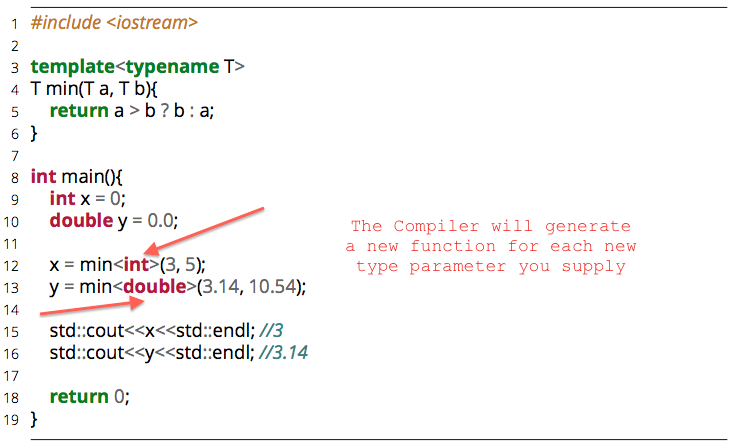 1 #include <iostream>
2
3 template<typename T>
4 T min(T a, T b){
5     return a > b ? b : a;
6 }
7
8 int main(){
9     int x = 0;
10     double y = 0.0;
11
12     x = min<int>(3, 5);
13     y = min<double>(3.14, 10.54);
14
15     std::cout<<x<<std::endl; //3
16     std::cout<<y<<std::endl; //3.14
17
18     return 0;
19 }
The Compiler will generate
a new function for each new
type parameter you supply